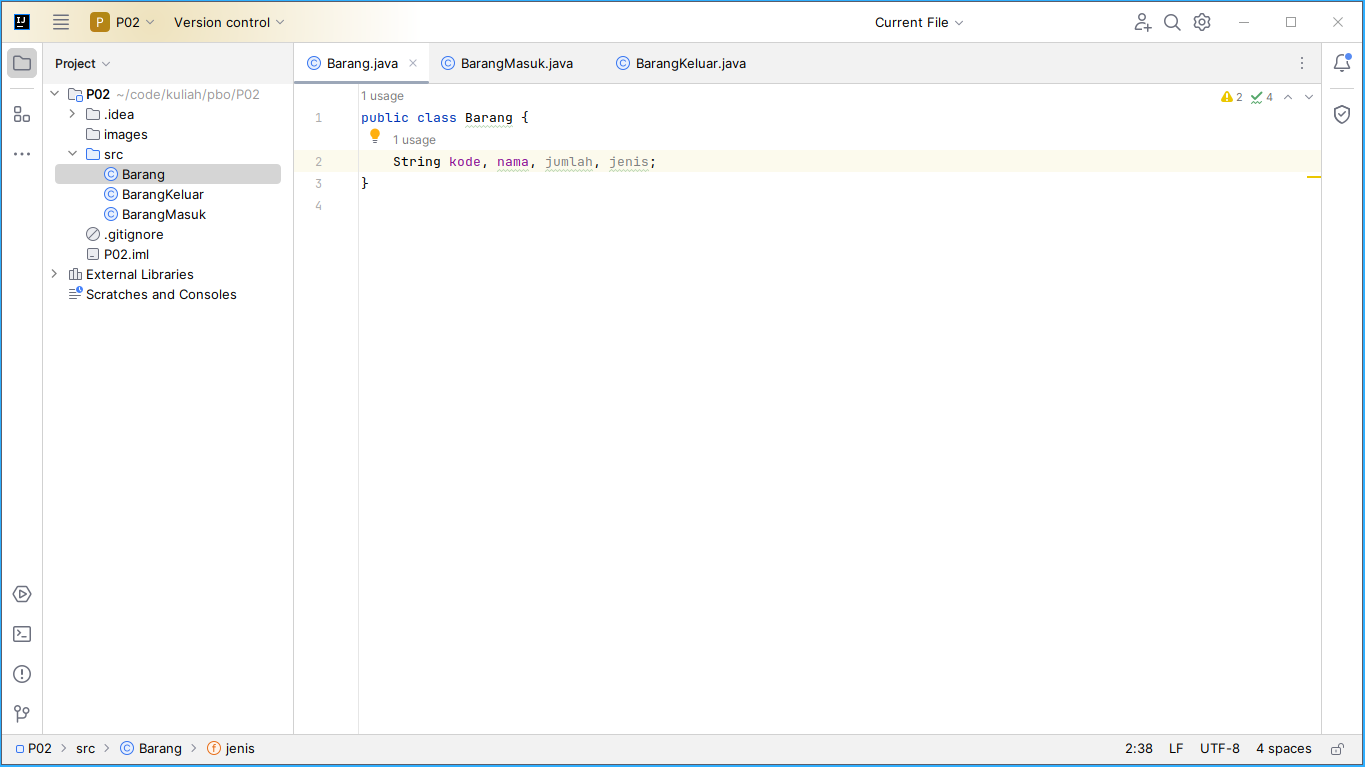 IJ P P02 Version control Current File
Project Barang.java BarangMasuk.java BarangKeluar.java
P02 ~/code/kuliah/pbo/P02
.idea
images
src
Barang
BarangKeluar
BarangMasuk
.gitignore
P02.iml
External Libraries
Scratches and Consoles
1 usage 2 4
1 public class Barang {
1 usage
2 String kode, nama, jumlah, jenis;
3 }
4
P02 src Barang jenis 2:38 LF UTF-8 4 spaces